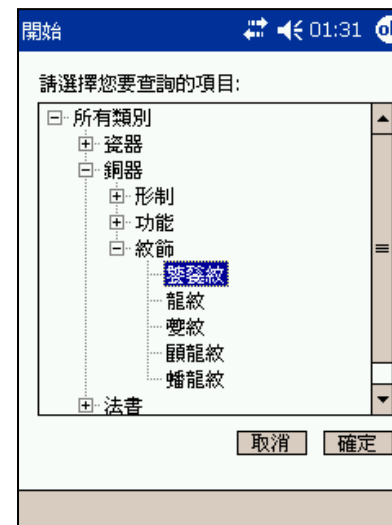 開始 01:31 ok
請選擇您要查詢的項目:
所有類別
瓷器
銅器
形制
功能
紋飾
饕餮紋
龍紋
夔紋
顧龍紋
蟠龍紋
法書
取消 確定